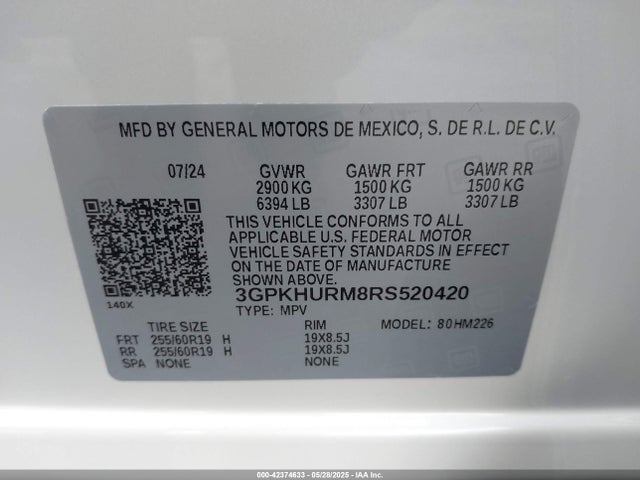 MFD BY GENERAL MOTORS DE MEXICO, S. DE R.L. DE C.V.
07/24 GVWR GAWR FRT GAWR RR
2900 KG 1500 KG 1500 KG
6394 LB 3307 LB 3307 LB
THIS VEHICLE CONFORMS TO ALL
APPLICABLE U.S. FEDERAL MOTOR
VEHICLE SAFETY STANDARDS IN EFFECT
ON THE DATE OF MANUFACTURE
SHOWN ABOVE.
3GPKHURM8RS520420
140X
TYPE: MPV
TIRE SIZE RIM MODEL: 80HM226
FRT 255/60R19 H 19X8.5J
RR 255/60R19 H 19X8.5J
SPA NONE NONE
000-42374633 - 05/28/2025 - IAA Inc.